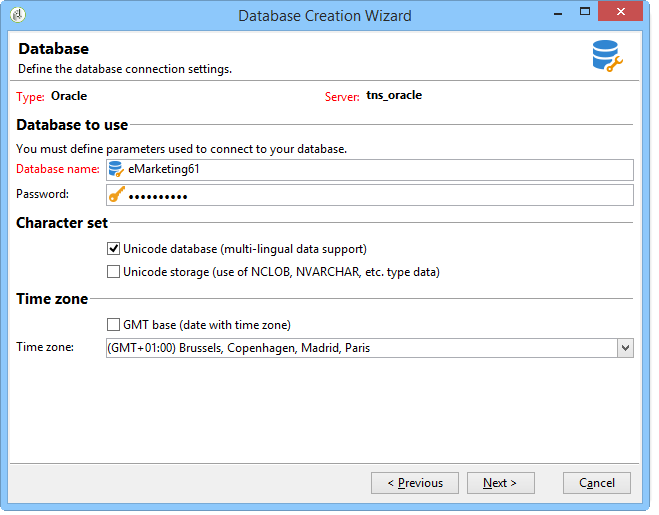 Database Creation Wizard
Database
Define the database connection settings.
Type: Oracle Server: tns_oracle
Database to use
You must define parameters used to connect to your database.
Database name: eMarketing61
Password: ••••••••••
Character set
Unicode database (multi-lingual data support)
Unicode storage (use of NCLOB, NVARCHAR, etc. type data)
Time zone
GMT base (date with time zone)
Time zone: (GMT+01:00) Brussels, Copenhagen, Madrid, Paris
< Previous Next > Cancel